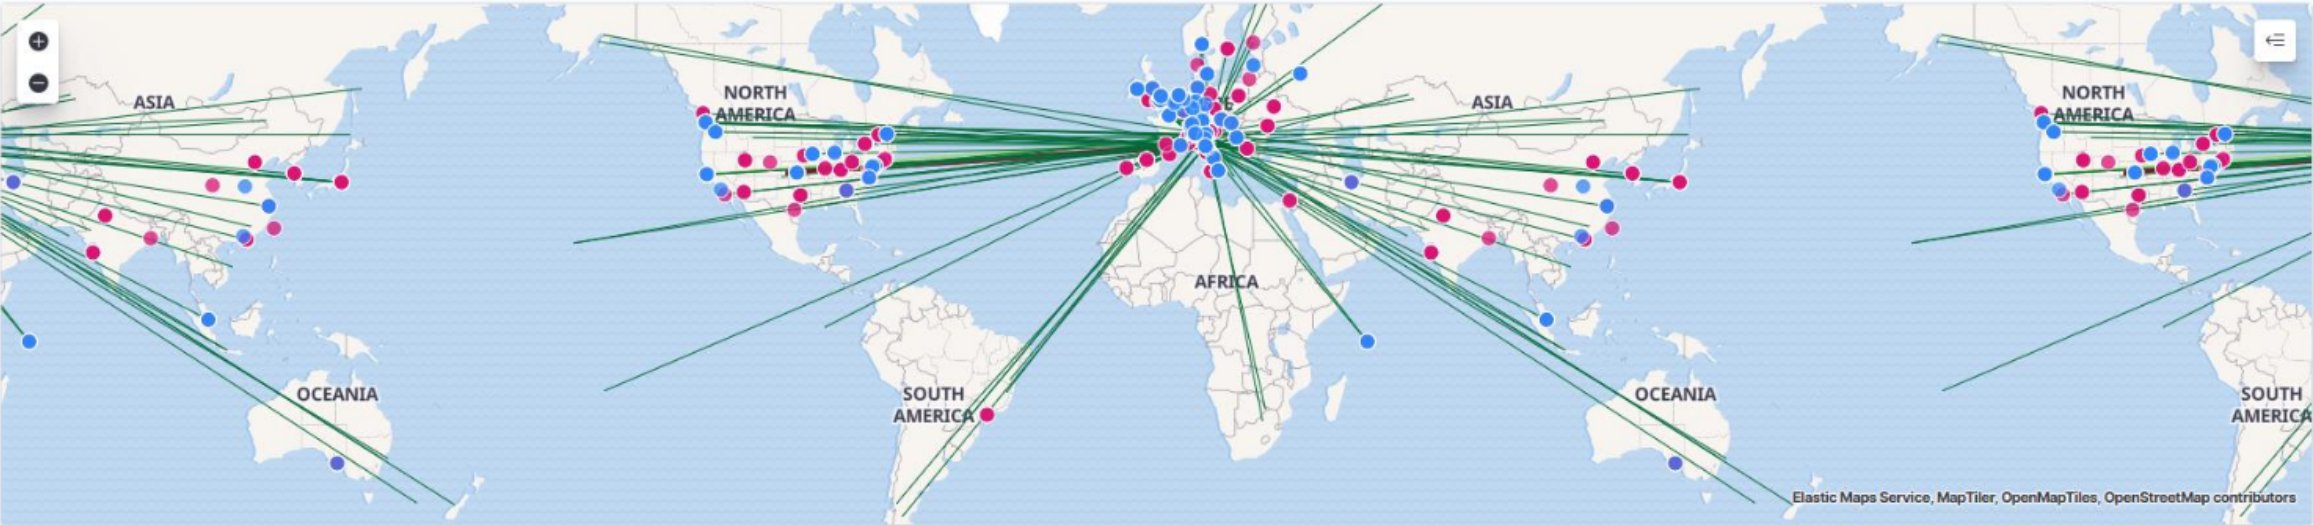 ASIA
NORTH
AMERICA
ASIA
NORTH
AMERICA
AFRICA
OCEANIA
SOUTH
AMERICA
OCEANIA
SOUTH
AMERICA
Elastic Maps Service, MapTiler, OpenMapTiles, OpenStreetMap contributors